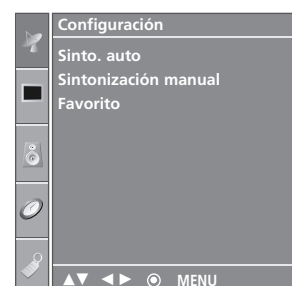 Configuración
Sinto. auto
Sintonización manual
Favorito
▲▼ ◄► ⦿ MENU